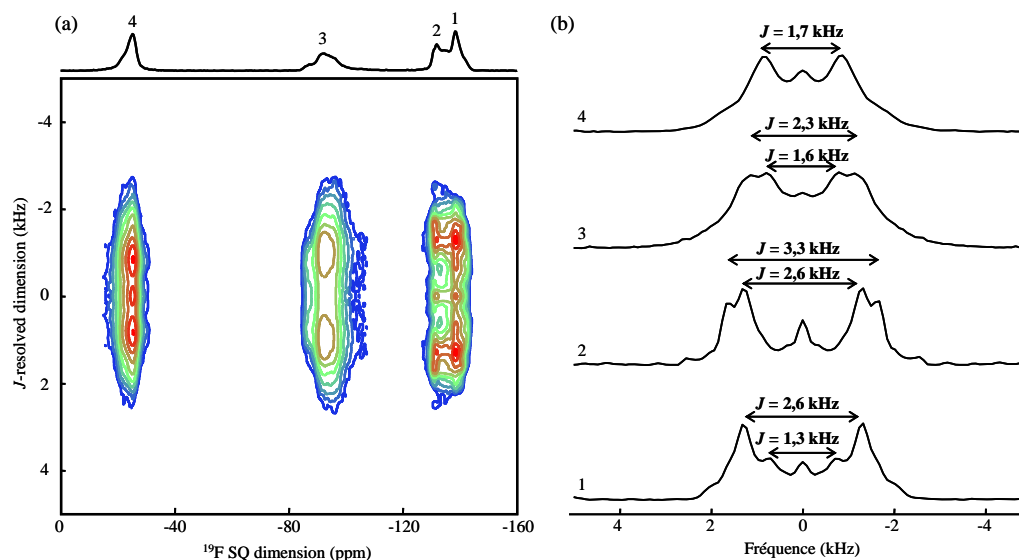 (a)
4
3
2
1
-4
-2
0
2
4
J-resolved dimension (kHz)
0
-40
-80
-120
-160
¹⁹F SQ dimension (ppm)
(b)
J = 1,7 kHz
4
J = 2,3 kHz
J = 1,6 kHz
3
J = 3,3 kHz
J = 2,6 kHz
2
J = 2,6 kHz
J = 1,3 kHz
1
4
2
0
-2
-4
Fréquence (kHz)